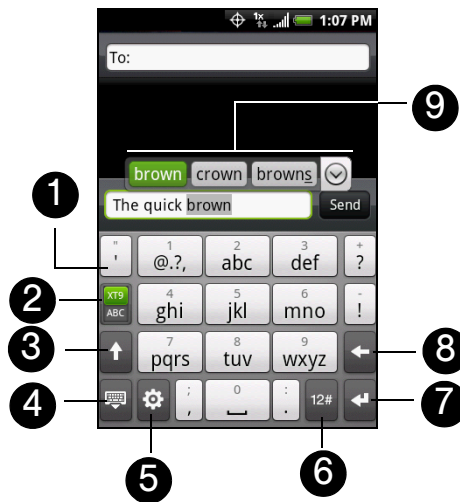 1x 1:07 PM
To:
9
brown crown browns
The quick brown Send
1
" ' 1 @.?, 2 abc 3 def + ?
2
XT9 ABC 4 ghi 5 jkl 6 mno - !
3
7 pqrs 8 tuv 9 wxyz
8
4
; , 0 : . 12#
7
5
6